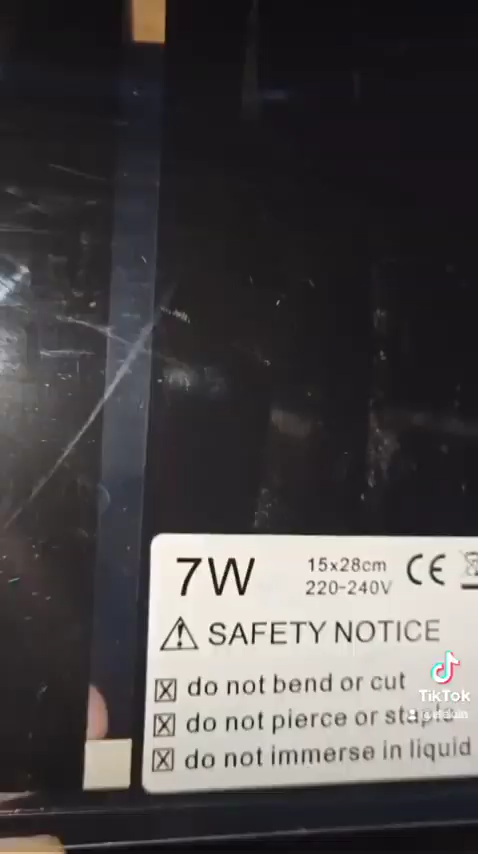 7W
15x28cm
220-240V
CE
SAFETY NOTICE
do not bend or cut
do not pierce or staple
do not immerse in liquid
TikTok